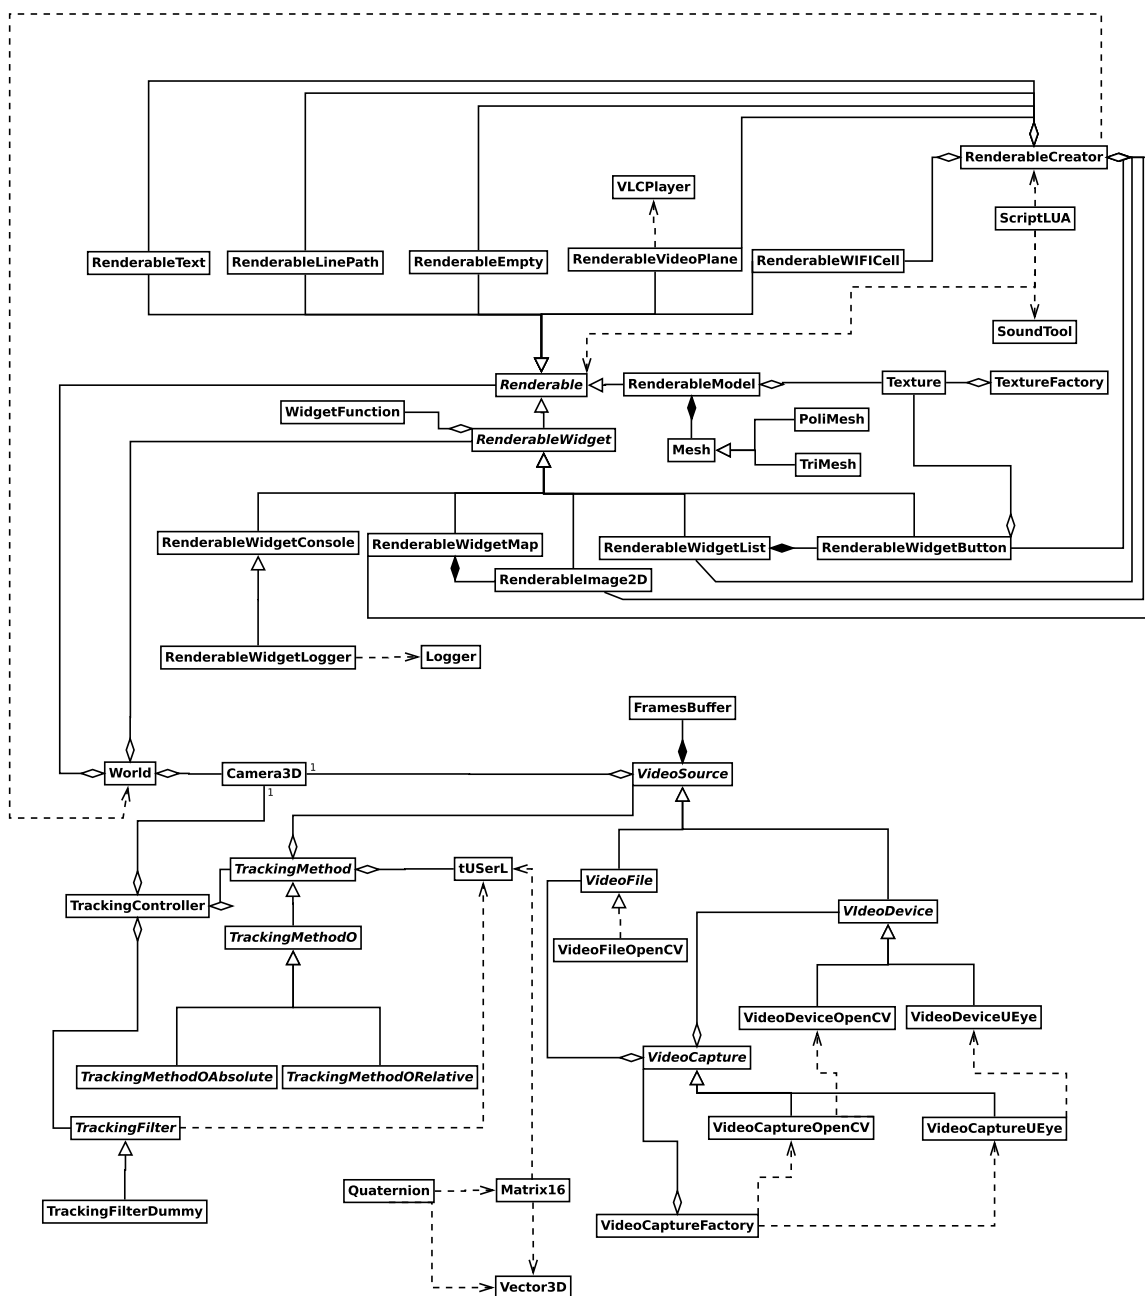 RenderableCreator
VLCPlayer
ScriptLUA
RenderableText
RenderableLinePath
RenderableEmpty
RenderableVideoPlane
RenderableWIFICell
SoundTool
Renderable
RenderableModel
Texture
TextureFactory
WidgetFunction
RenderableWidget
PoliMesh
Mesh
TriMesh
RenderableWidgetConsole
RenderableWidgetMap
RenderableWidgetList
RenderableWidgetButton
RenderableImage2D
RenderableWidgetLogger
Logger
FramesBuffer
World
Camera3D
1
VideoSource
1
TrackingMethod
tUSerL
VideoFile
TrackingController
VIdeoDevice
TrackingMethodO
VideoFileOpenCV
VideoDeviceOpenCV
VideoDeviceUEye
VideoCapture
TrackingMethodOAbsolute
TrackingMethodORelative
TrackingFilter
VideoCaptureOpenCV
VideoCaptureUEye
Quaternion
Matrix16
TrackingFilterDummy
VideoCaptureFactory
Vector3D